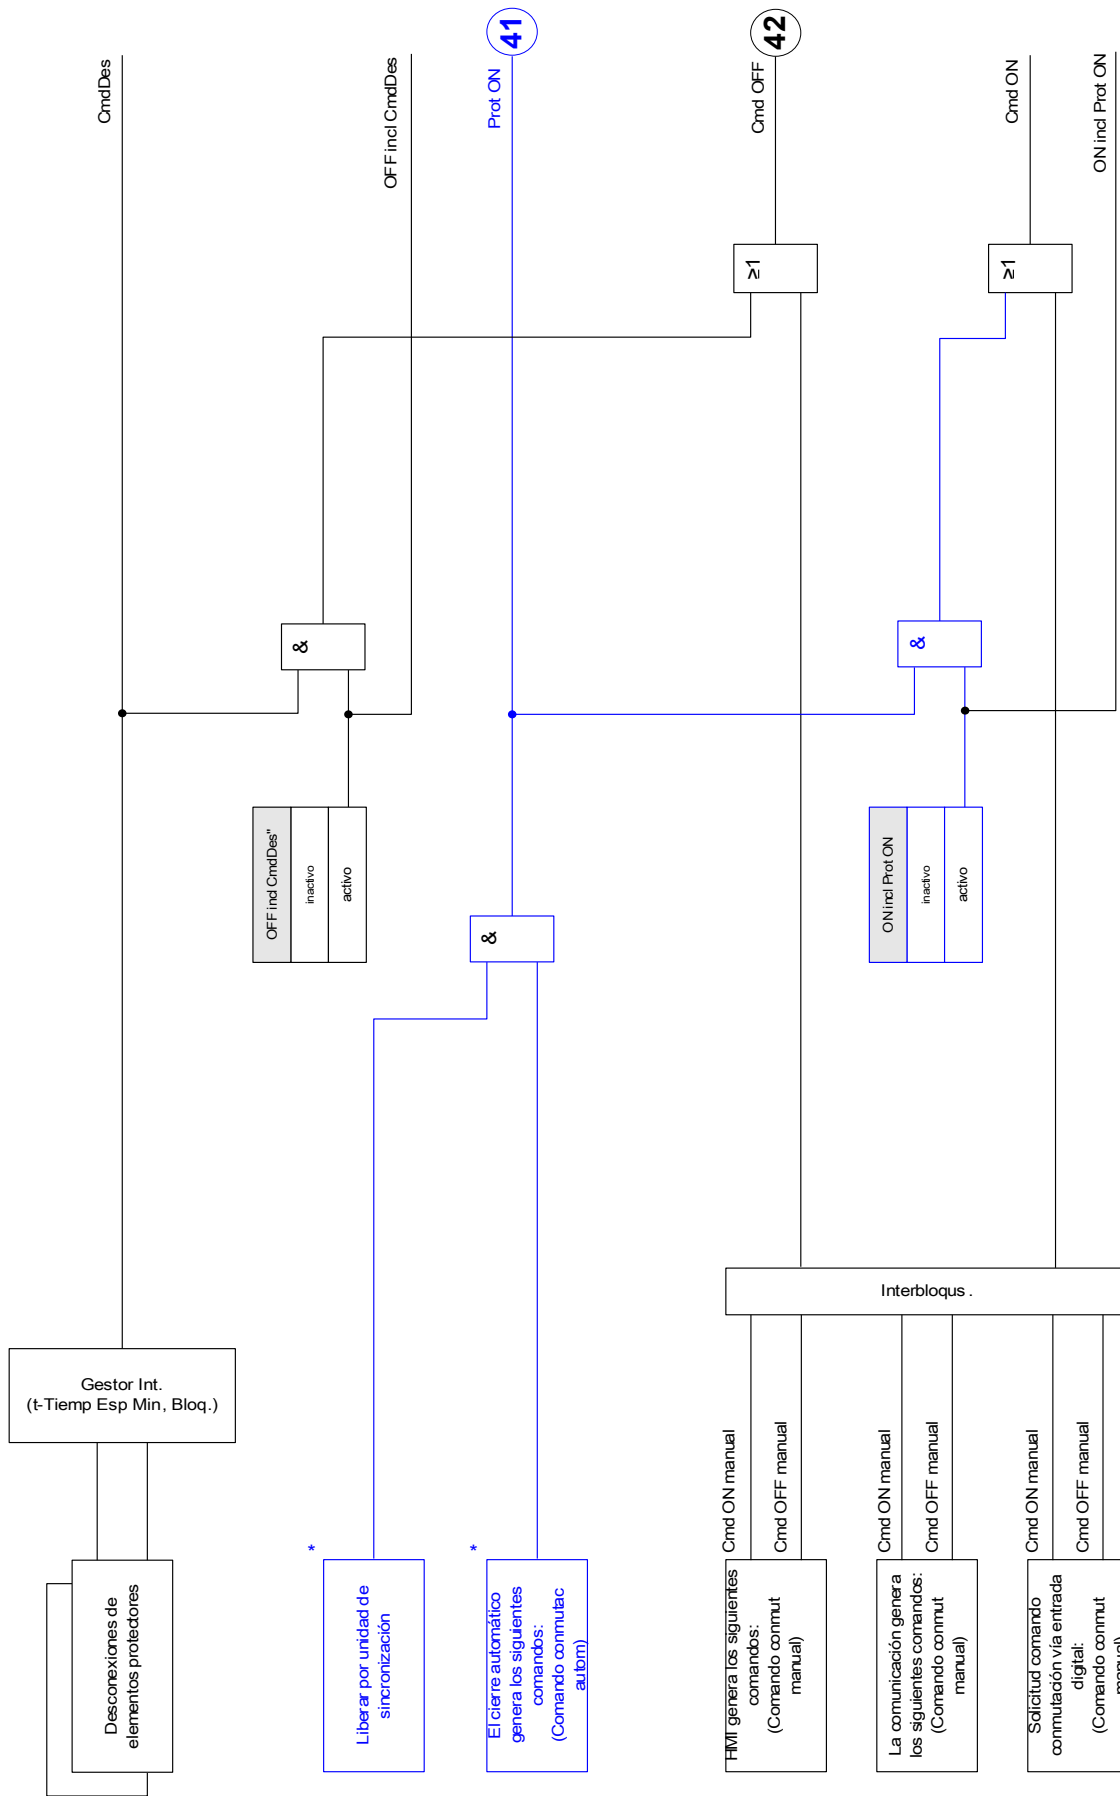 CmdDes
OFF incl CmdDes
Prot ON
41
Cmd OFF
42
Cmd ON
ON incl Prot ON
≥1
≥1
&
&
OFF incl CmdDes"
inactivo
activo
ON incl Prot ON
inactivo
activo
&
Interbloqus .
Gestor Int.
(t-Tiemp Esp Min, Bloq.)
Cmd ON manual
Cmd OFF manual
Cmd ON manual
Cmd OFF manual
Cmd ON manual
Cmd OFF manual
Desconexiones de
elementos protectores
*
Liberar por unidad de
sincronización
*
El cierre automático
genera los siguientes
comandos:
(Comando conmutac
autom)
HMI genera los siguientes
comandos:
(Comando conmut
manual)
La comunicación genera
los siguientes comandos:
(Comando conmut
manual)
Solicitud comando
conmutación vía entrada
digital:
(Comando conmut
manual)